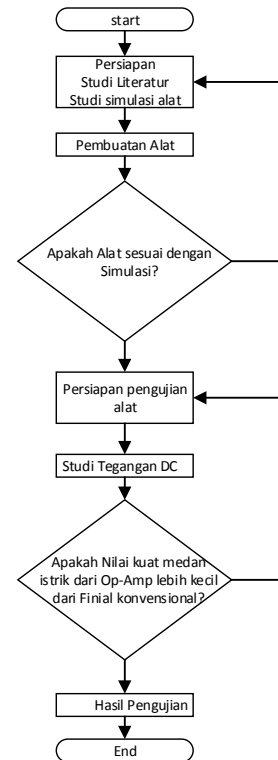 start
Persiapan
Studi Literatur
Studi simulasi alat
Pembuatan Alat
Apakah Alat sesuai dengan
Simulasi?
Persiapan pengujian
alat
Studi Tegangan DC
Apakah Nilai kuat medan
istrik dari Op-Amp lebih kecil
dari Finial konvensional?
Hasil Pengujian
End